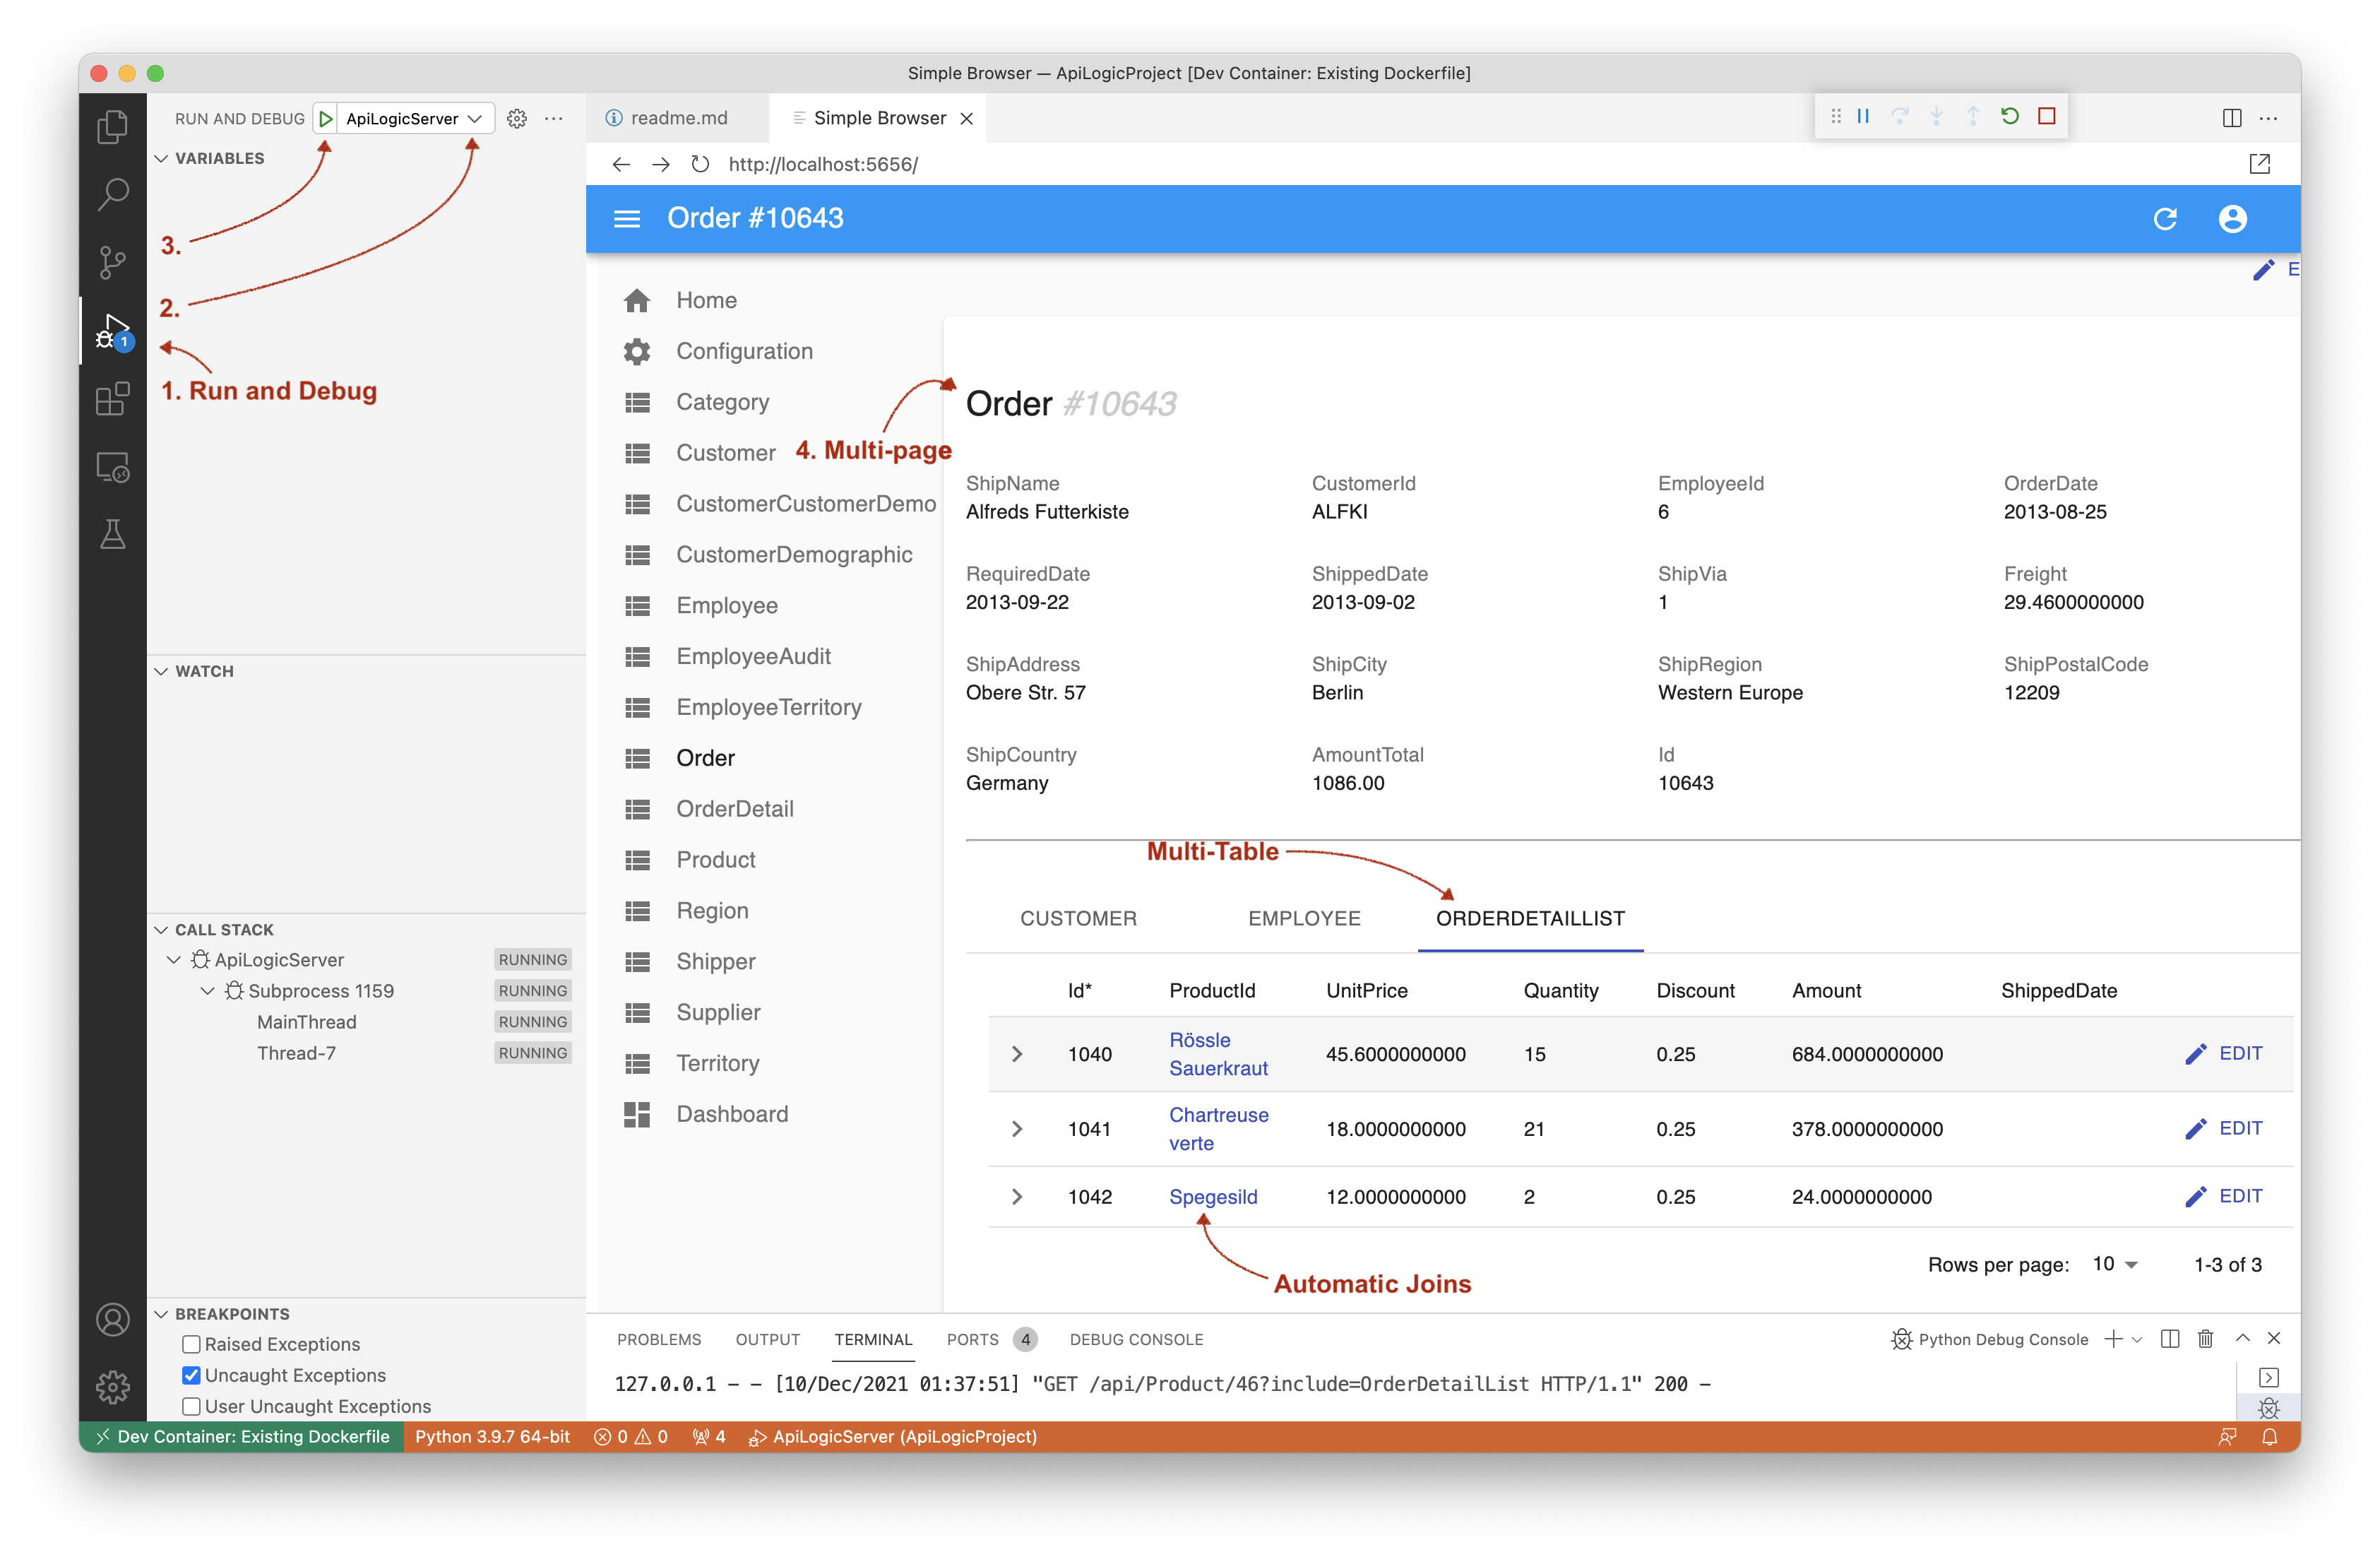 Simple Browser — ApiLogicProject [Dev Container: Existing Dockerfile]
RUN AND DEBUG ApiLogicServer
VARIABLES
3.
2.
1
1. Run and Debug
WATCH
CALL STACK
ApiLogicServer RUNNING
Subprocess 1159 RUNNING
MainThread RUNNING
Thread-7 RUNNING
BREAKPOINTS
Raised Exceptions
Uncaught Exceptions
User Uncaught Exceptions
readme.md Simple Browser
http://localhost:5656/
Order #10643
E
Home
Configuration
Category
Customer
CustomerCustomerDemo
CustomerDemographic
Employee
EmployeeAudit
EmployeeTerritory
Order
OrderDetail
Product
Region
Shipper
Supplier
Territory
Dashboard
4. Multi-page
Order #10643
ShipName CustomerId EmployeeId OrderDate
Alfreds Futterkiste ALFKI 6 2013-08-25
RequiredDate ShippedDate ShipVia Freight
2013-09-22 2013-09-02 1 29.4600000000
ShipAddress ShipCity ShipRegion ShipPostalCode
Obere Str. 57 Berlin Western Europe 12209
ShipCountry AmountTotal Id
Germany 1086.00 10643
Multi-Table
CUSTOMER EMPLOYEE ORDERDETAILLIST
Id* ProductId UnitPrice Quantity Discount Amount ShippedDate
1040 Rössle Sauerkraut 45.6000000000 15 0.25 684.0000000000 EDIT
1041 Chartreuse verte 18.0000000000 21 0.25 378.0000000000 EDIT
1042 Spegesild 12.0000000000 2 0.25 24.0000000000 EDIT
Automatic Joins
Rows per page: 10 1-3 of 3
PROBLEMS OUTPUT TERMINAL PORTS 4 DEBUG CONSOLE Python Debug Console
127.0.0.1 - - [10/Dec/2021 01:37:51] "GET /api/Product/46?include=OrderDetailList HTTP/1.1" 200 -
Dev Container: Existing Dockerfile Python 3.9.7 64-bit 0 0 4 ApiLogicServer (ApiLogicProject)